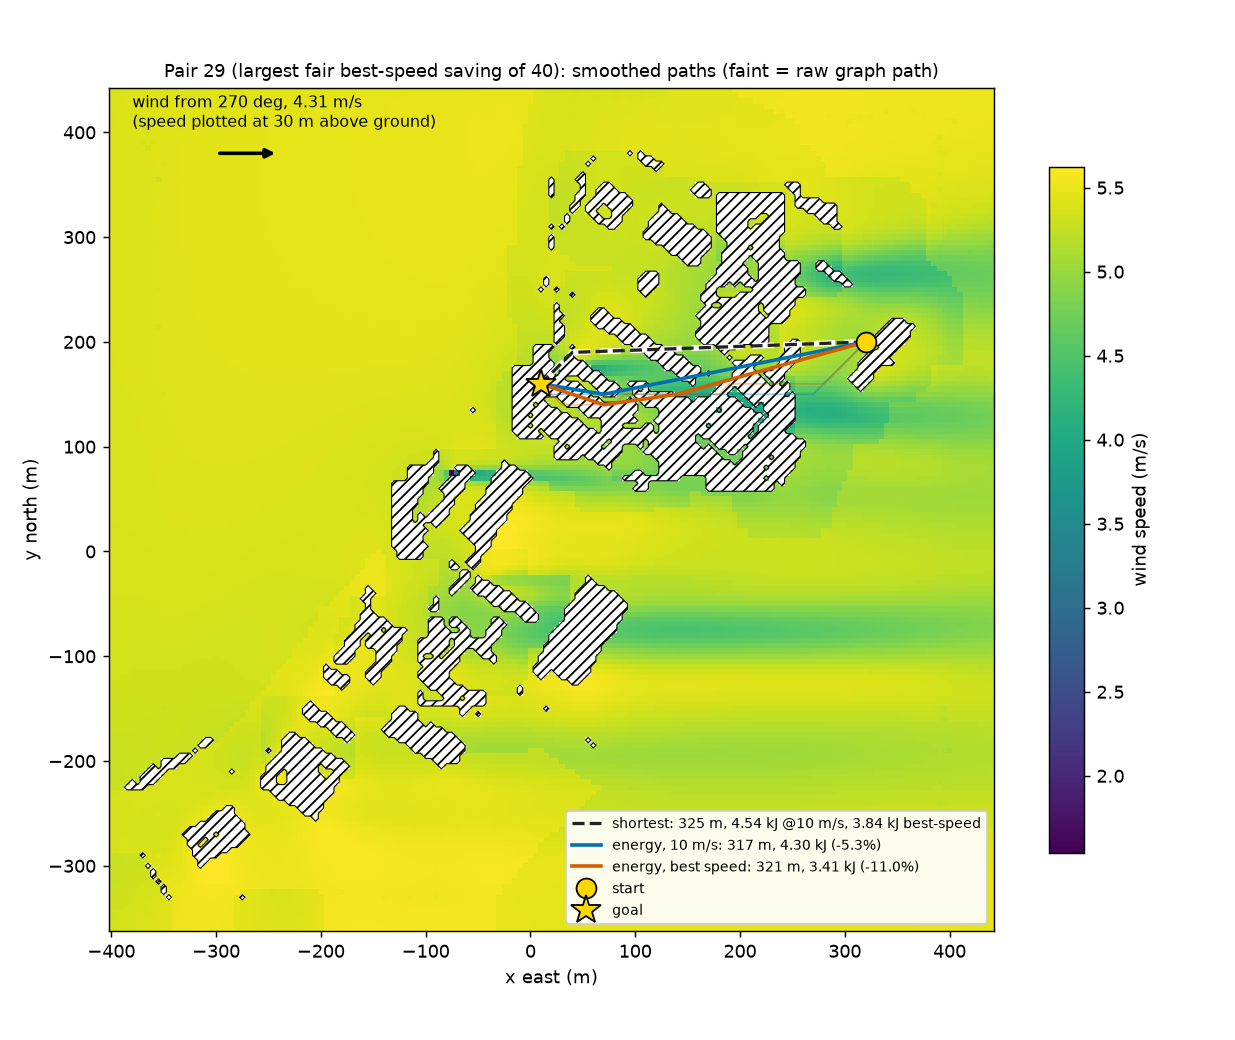 Pair 29 (largest fair best-speed saving of 40): smoothed paths (faint = raw graph path)
wind from 270 deg, 4.31 m/s
(speed plotted at 30 m above ground)
400
300
200
100
0
−100
−200
−300
y north (m)
−400
−300
−200
−100
0
100
200
300
400
x east (m)
shortest: 325 m, 4.54 kJ @10 m/s, 3.84 kJ best-speed
energy, 10 m/s: 317 m, 4.30 kJ (-5.3%)
energy, best speed: 321 m, 3.41 kJ (-11.0%)
start
goal
5.5
5.0
4.5
4.0
3.5
3.0
2.5
2.0
wind speed (m/s)